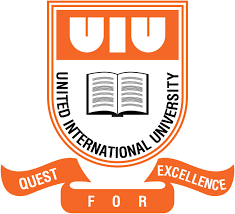 UIU
UNITED INTERNATIONAL UNIVERSITY
QUEST
FOR
EXCELLENCE